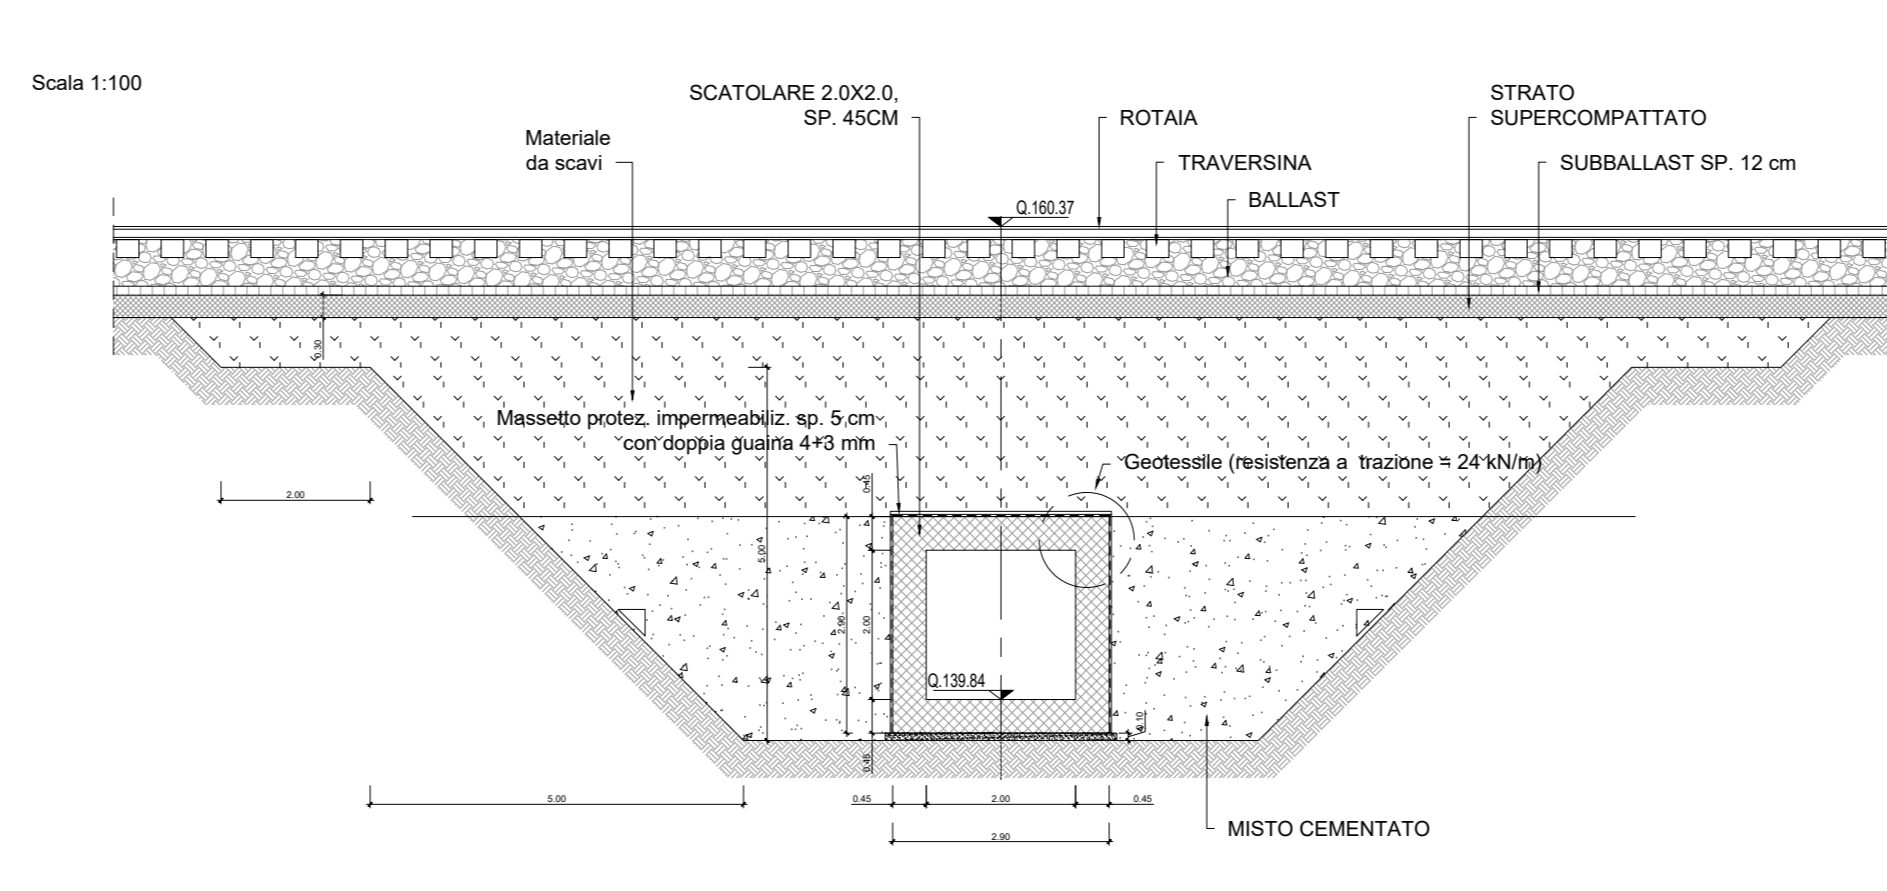 Scala 1:100
SCATOLARE 2.0X2.0,
SP. 45CM
STRATO
SUPERCOMPATTATO
ROTAIA
Materiale
da scavi
TRAVERSINA
SUBBALLAST SP. 12 cm
BALLAST
Q.160.37
0.30
Massetto protez. impermeabiliz. sp. 5 cm
con doppia guaina 4+3 mm
Geotessile (resistenza a trazione = 24 kN/m)
0.45
2.00
5.00
2.90
2.00
Q.139.84
0.10
0.45
5.00
0.45
2.00
0.45
2.90
MISTO CEMENTATO